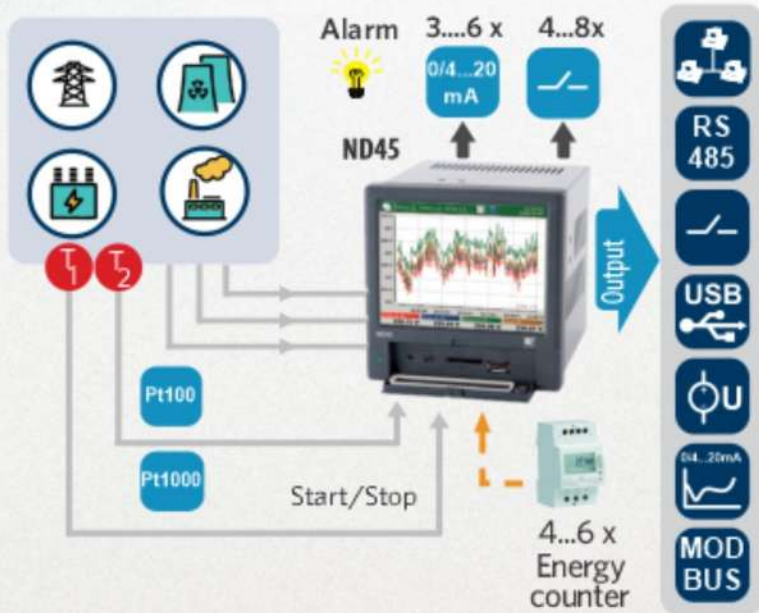 Alarm
3....6 x
4...8x
0/4...20
mA
ND45
T1
T2
Pt100
Pt1000
Start/Stop
4...6 x
Energy
counter
Output
RS
485
USB
U
0/4...20mA
MOD
BUS